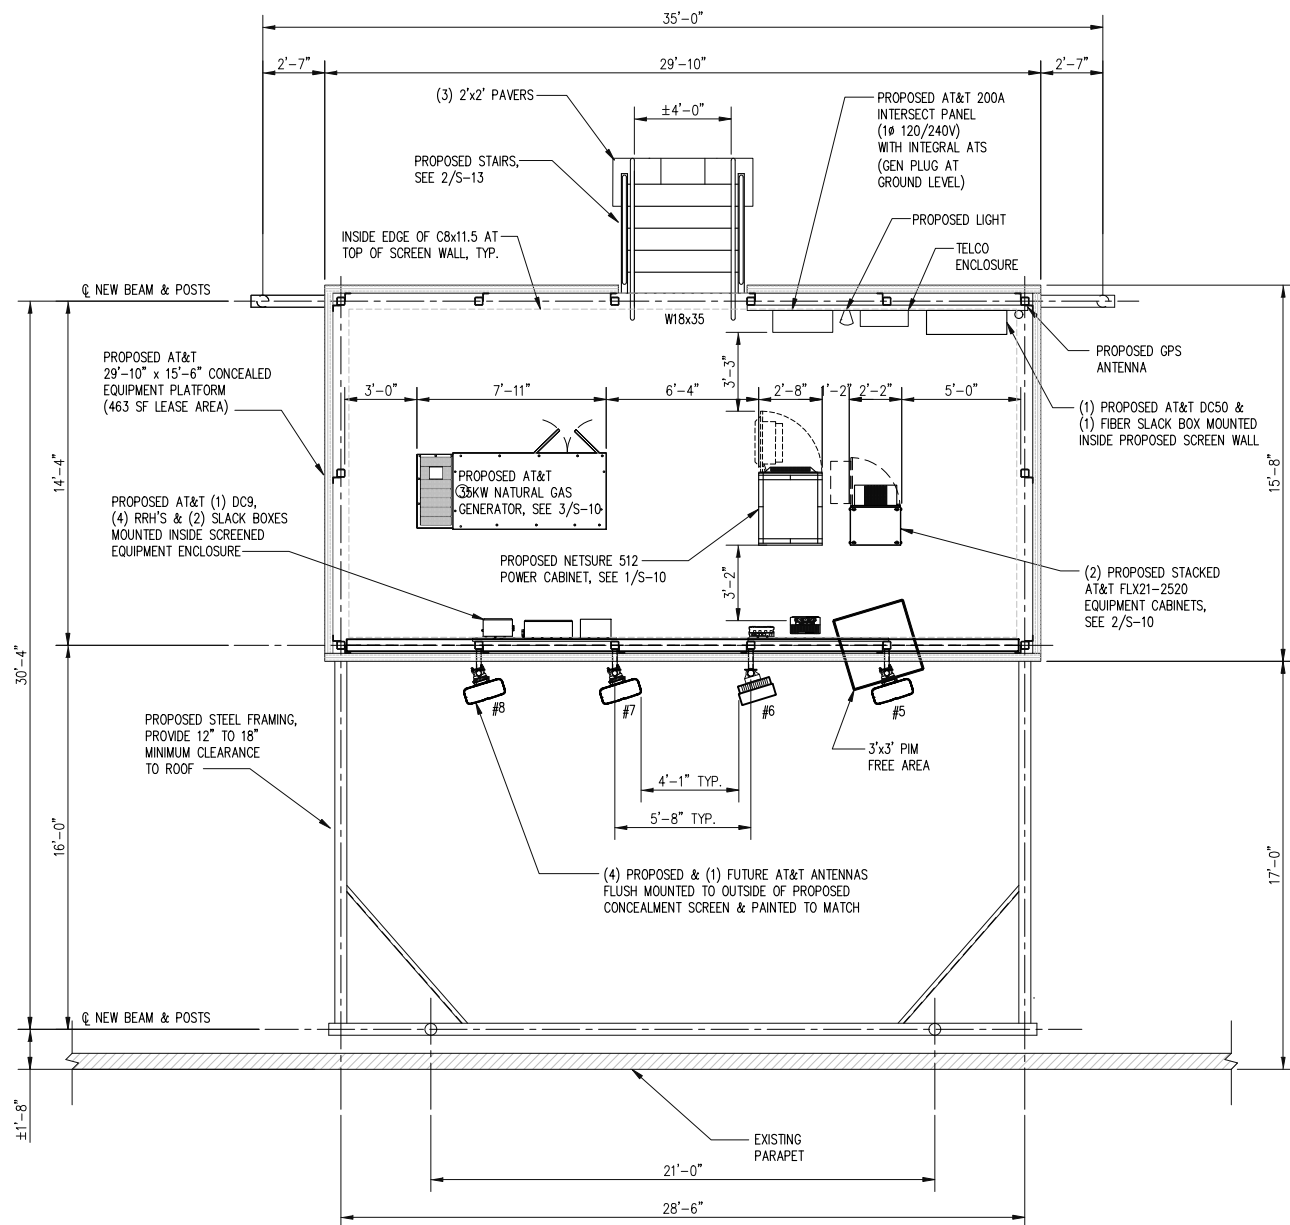 35'-0"
2'-7"
29'-10"
2'-7"
(3) 2'x2' PAVERS
±4'-0"
PROPOSED AT&T 200A
INTERSECT PANEL
(1ø 120/240V)
WITH INTEGRAL ATS
(GEN PLUG AT
GROUND LEVEL)
PROPOSED STAIRS,
SEE 2/S-13
PROPOSED LIGHT
INSIDE EDGE OF C8x11.5 AT
TOP OF SCREEN WALL, TYP.
TELCO
ENCLOSURE
℄ NEW BEAM & POSTS
W18x35
PROPOSED AT&T
29'-10" x 15'-6" CONCEALED
EQUIPMENT PLATFORM
(463 SF LEASE AREA)
PROPOSED GPS
ANTENNA
3'-3"
3'-0"
7'-11"
6'-4"
2'-8"
1'-2"
2'-2"
5'-0"
(1) PROPOSED AT&T DC50 &
(1) FIBER SLACK BOX MOUNTED
INSIDE PROPOSED SCREEN WALL
14'-4"
15'-8"
PROPOSED AT&T
35KW NATURAL GAS
GENERATOR, SEE 3/S-10
PROPOSED AT&T (1) DC9,
(4) RRH'S & (2) SLACK BOXES
MOUNTED INSIDE SCREENED
EQUIPMENT ENCLOSURE
PROPOSED NETSURE 512
POWER CABINET, SEE 1/S-10
3'-2"
(2) PROPOSED STACKED
AT&T FLX21-2520
EQUIPMENT CABINETS,
SEE 2/S-10
30'-4"
#8
#7
#6
#5
PROPOSED STEEL FRAMING,
PROVIDE 12" TO 18"
MINIMUM CLEARANCE
TO ROOF
3'x3' PIM
FREE AREA
4'-1" TYP.
5'-8" TYP.
16'-0"
17'-0"
(4) PROPOSED & (1) FUTURE AT&T ANTENNAS
FLUSH MOUNTED TO OUTSIDE OF PROPOSED
CONCEALMENT SCREEN & PAINTED TO MATCH
℄ NEW BEAM & POSTS
±1'-8"
EXISTING
PARAPET
21'-0"
28'-6"